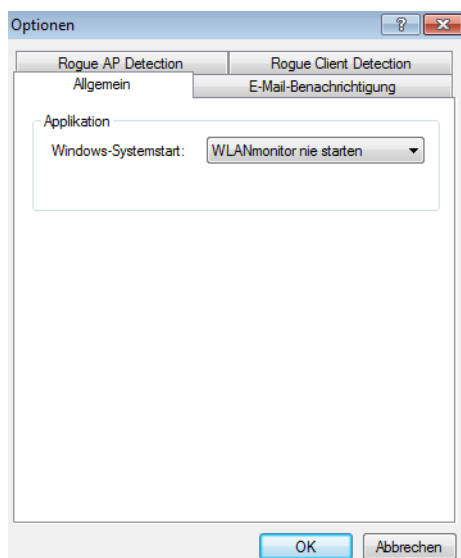 Optionen
Rogue AP Detection
Rogue Client Detection
Allgemein
E-Mail-Benachrichtigung
Applikation
Windows-Systemstart: WLANmonitor nie starten
OK Abbrechen